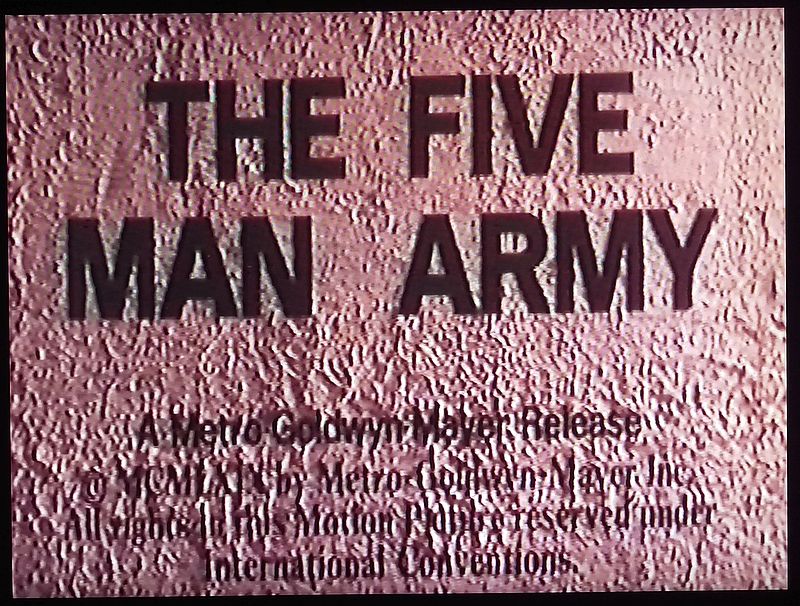 THE FIVE
MAN ARMY
A Metro-Goldwyn-Mayer Release
© MCMLXIX by Metro-Goldwyn-Mayer Inc.
All rights in this Motion Picture reserved under
International Conventions.